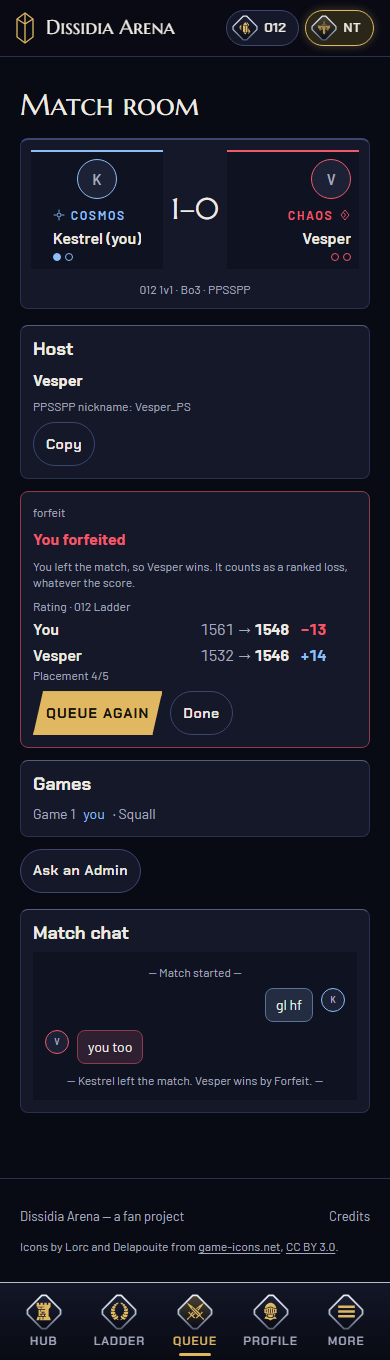 Dissidia Arena
012
NT
Match room
K
COSMOS
Kestrel (you)
1–0
V
CHAOS
Vesper
012 1v1 · Bo3 · PPSSPP
Host
Vesper
PPSSPP nickname: Vesper_PS
Copy
forfeit
You forfeited
You left the match, so Vesper wins. It counts as a ranked loss,
whatever the score.
Rating · 012 Ladder
You 1561 → 1548 −13
Vesper 1532 → 1546 +14
Placement 4/5
QUEUE AGAIN
Done
Games
Game 1 you · Squall
Ask an Admin
Match chat
— Match started —
gl hf
K
V
you too
— Kestrel left the match. Vesper wins by Forfeit. —
Dissidia Arena — a fan project
Credits
Icons by Lorc and Delapouite from game-icons.net, CC BY 3.0.
HUB
LADDER
QUEUE
PROFILE
MORE